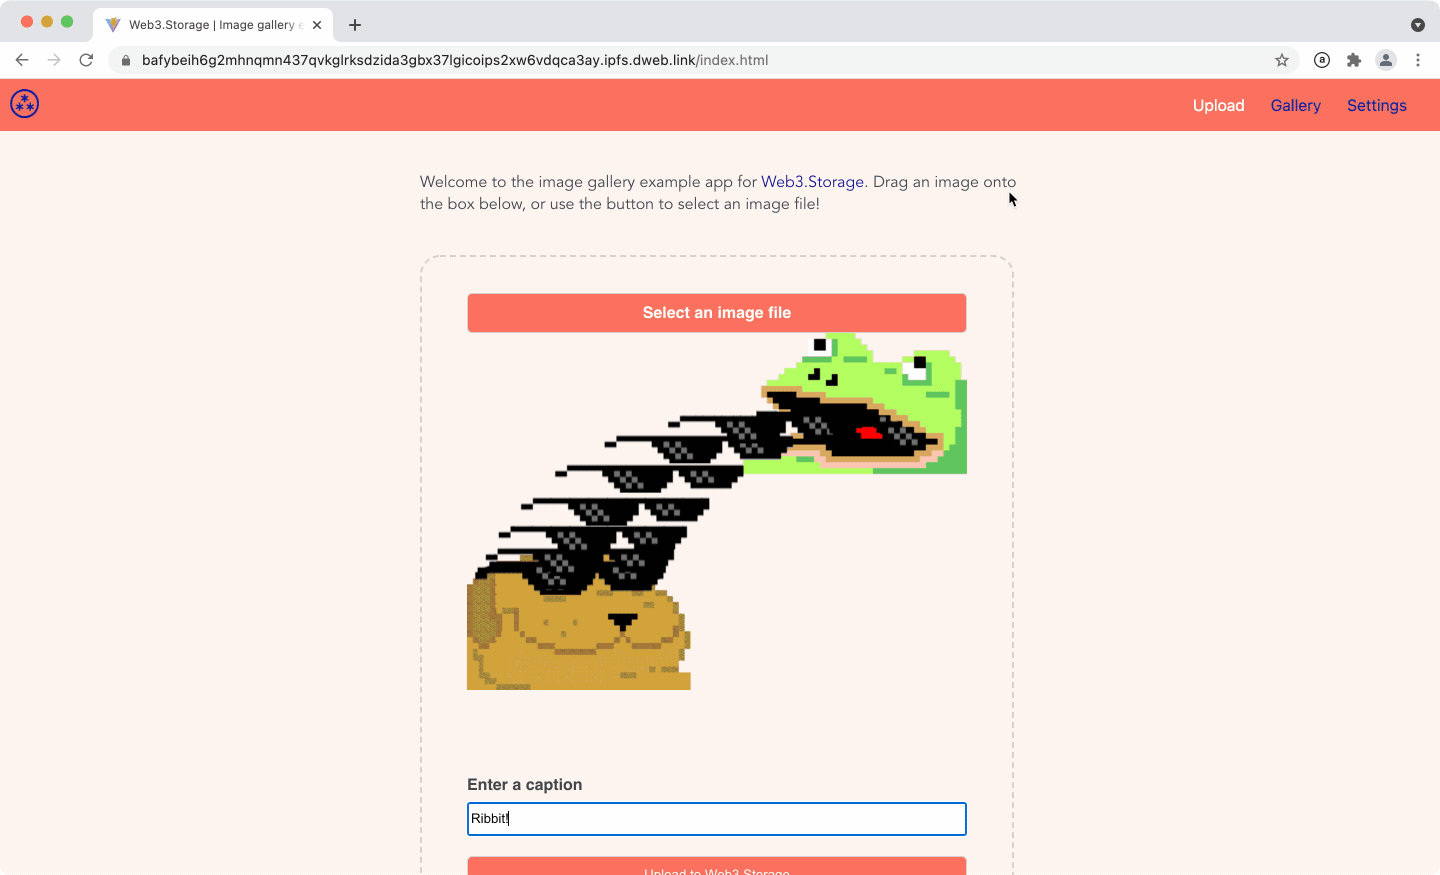 Web3.Storage | Image gallery e
bafybeih6g2mhnqmn437qvkglrksdzida3gbx37lgicoips2xw6vdqca3ay.ipfs.dweb.link/index.html
Upload
Gallery
Settings
Welcome to the image gallery example app for Web3.Storage. Drag an image onto
the box below, or use the button to select an image file!
Select an image file
Enter a caption
Ribbit!
Upload to Web3.Storage